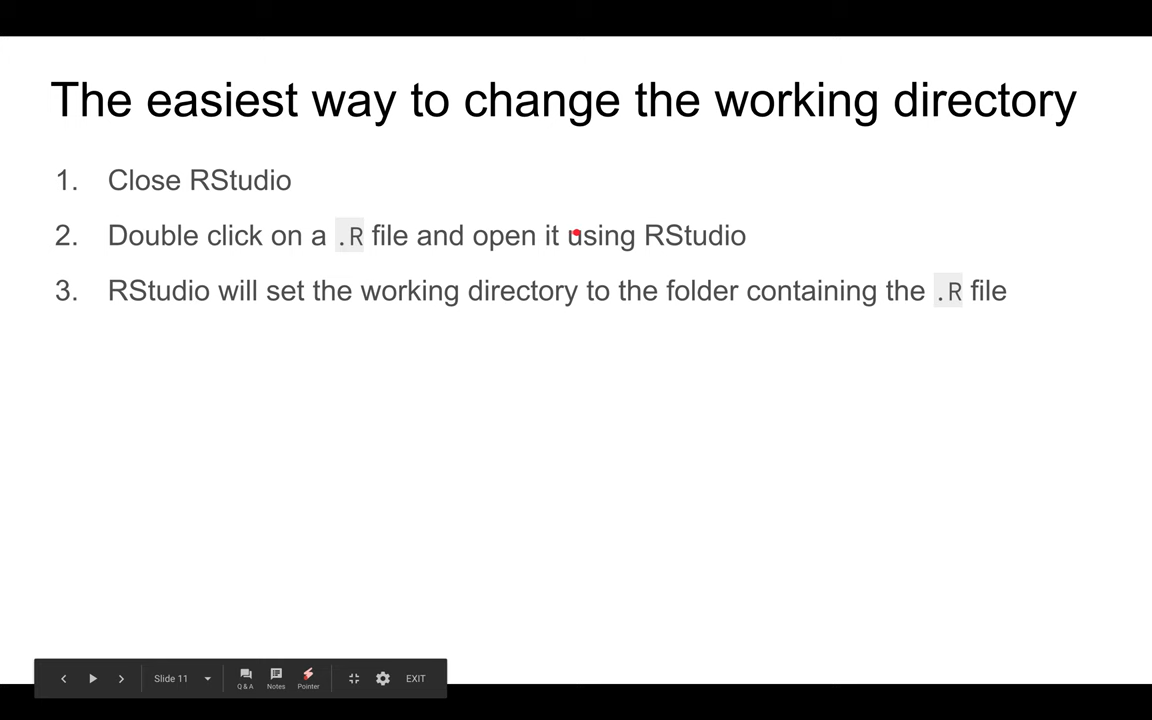 The easiest way to change the working directory
1. Close RStudio
2. Double click on a .R file and open it using RStudio
3. RStudio will set the working directory to the folder containing the .R file
Slide 11
Q & A Notes Pointer
EXIT